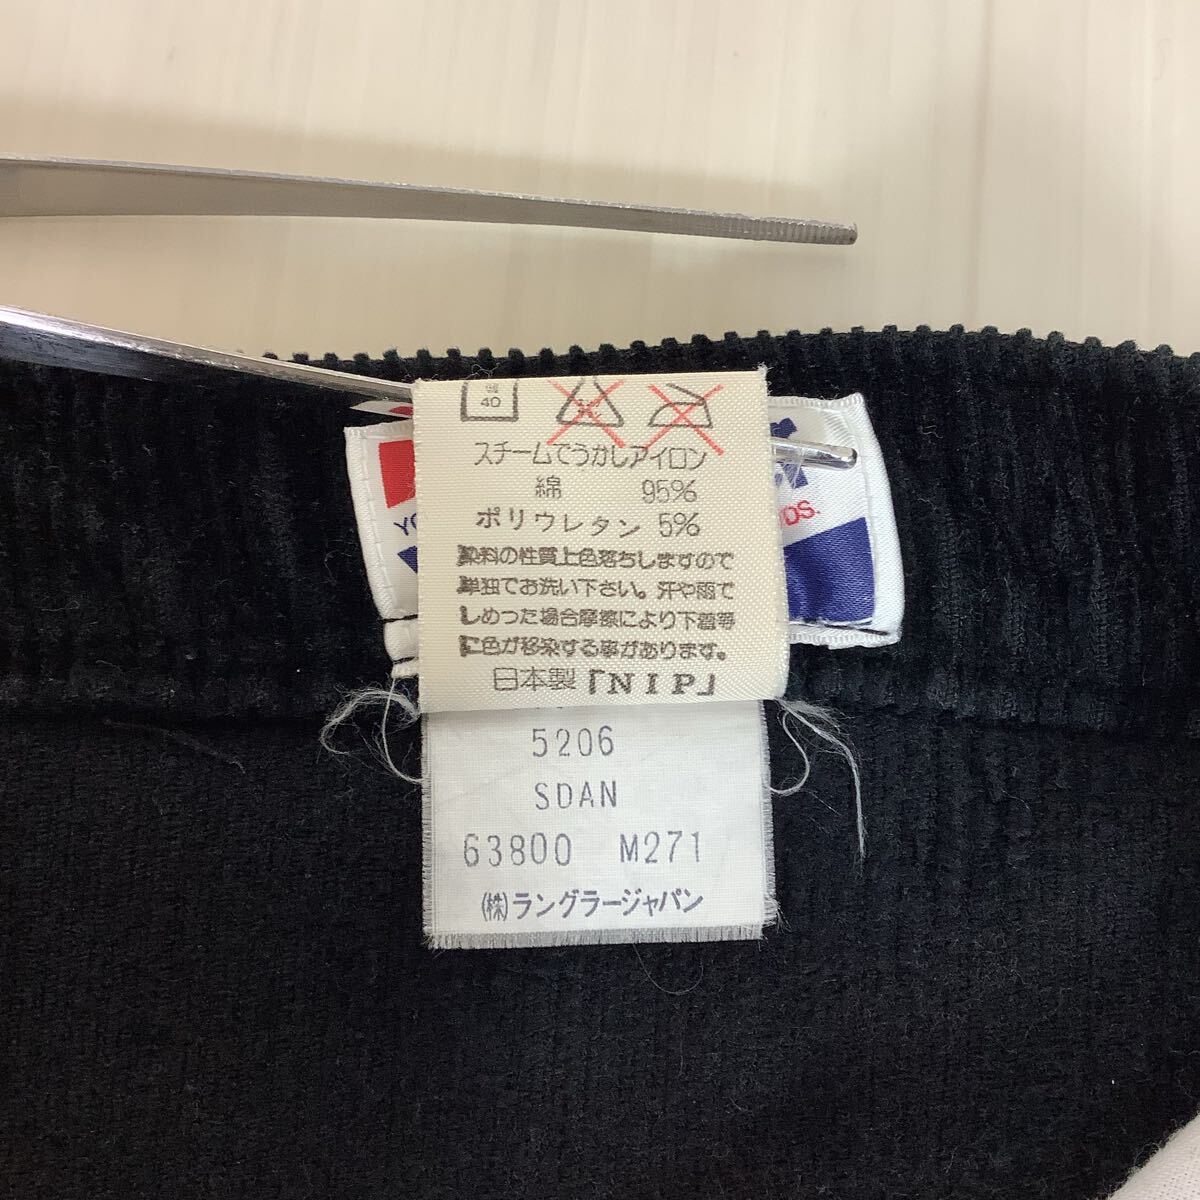 40
スチームでうかしアイロン
綿 95%
ポリウレタン 5%
染料の性質上色落ちしますので
単独でお洗い下さい。汗や雨で
しめった場合摩擦により下着等
に色が移染する事があります。
日本製「NIP」
5206
SDAN
63800 M271
(株)ラングラージャパン